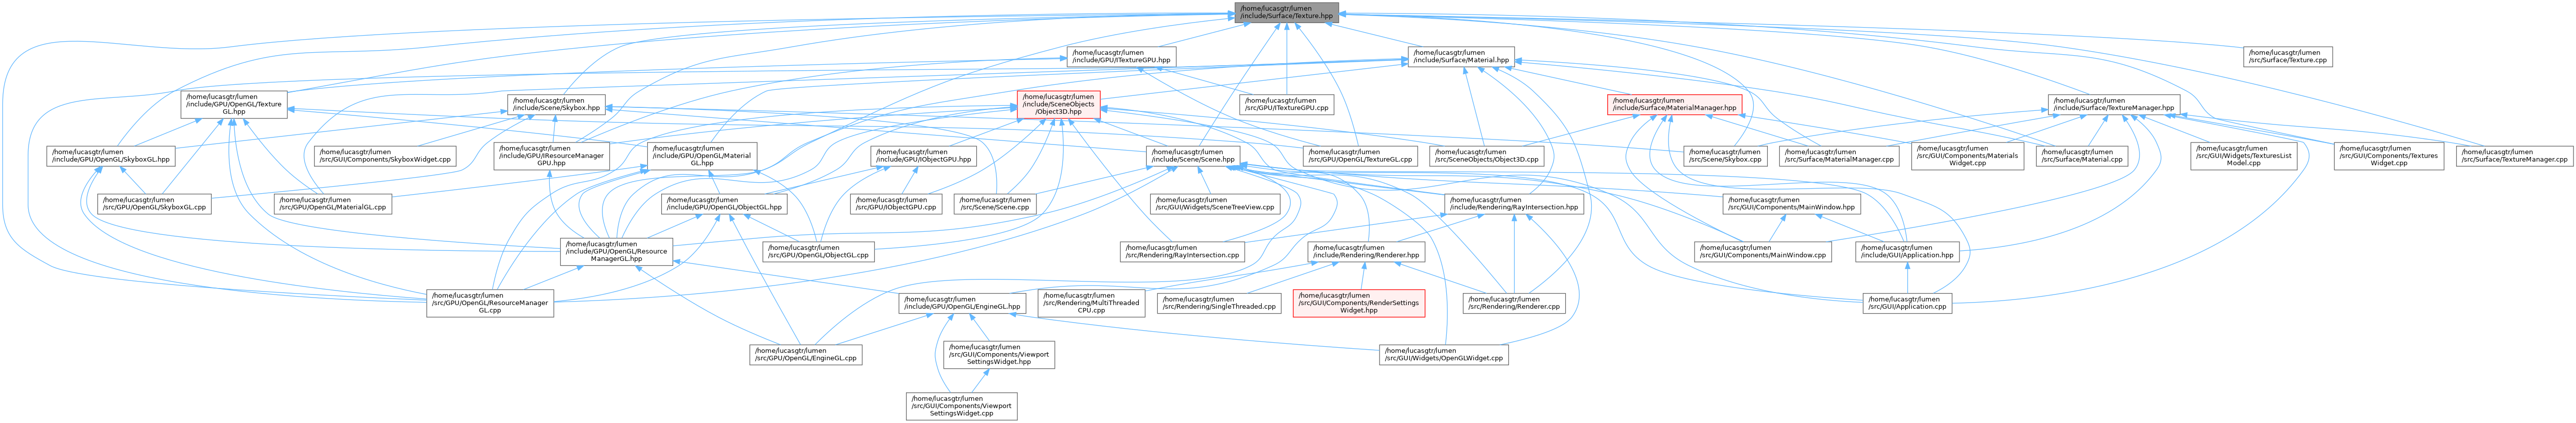 /home/lucasgtr/lumen
/include/Surface/Texture.hpp
/home/lucasgtr/lumen
/include/GPU/ITextureGPU.hpp
/home/lucasgtr/lumen
/include/Surface/Material.hpp
/home/lucasgtr/lumen
/src/Surface/Texture.cpp
/home/lucasgtr/lumen
/include/GPU/OpenGL/Texture
GL.hpp
/home/lucasgtr/lumen
/include/Scene/Skybox.hpp
/home/lucasgtr/lumen
/include/SceneObjects
/Object3D.hpp
/home/lucasgtr/lumen
/src/GPU/ITextureGPU.cpp
/home/lucasgtr/lumen
/include/Surface/MaterialManager.hpp
/home/lucasgtr/lumen
/include/Surface/TextureManager.hpp
/home/lucasgtr/lumen
/include/GPU/OpenGL/SkyboxGL.hpp
/home/lucasgtr/lumen
/src/GUI/Components/SkyboxWidget.cpp
/home/lucasgtr/lumen
/include/GPU/IResourceManager
GPU.hpp
/home/lucasgtr/lumen
/include/GPU/OpenGL/Material
GL.hpp
/home/lucasgtr/lumen
/include/GPU/IObjectGPU.hpp
/home/lucasgtr/lumen
/include/Scene/Scene.hpp
/home/lucasgtr/lumen
/src/GPU/OpenGL/TextureGL.cpp
/home/lucasgtr/lumen
/src/SceneObjects/Object3D.cpp
/home/lucasgtr/lumen
/src/Scene/Skybox.cpp
/home/lucasgtr/lumen
/src/Surface/MaterialManager.cpp
/home/lucasgtr/lumen
/src/GUI/Components/Materials
Widget.cpp
/home/lucasgtr/lumen
/src/Surface/Material.cpp
/home/lucasgtr/lumen
/src/GUI/Widgets/TexturesList
Model.cpp
/home/lucasgtr/lumen
/src/GUI/Components/Textures
Widget.cpp
/home/lucasgtr/lumen
/src/Surface/TextureManager.cpp
/home/lucasgtr/lumen
/src/GPU/OpenGL/SkyboxGL.cpp
/home/lucasgtr/lumen
/src/GPU/OpenGL/MaterialGL.cpp
/home/lucasgtr/lumen
/include/GPU/OpenGL/ObjectGL.hpp
/home/lucasgtr/lumen
/src/GPU/IObjectGPU.cpp
/home/lucasgtr/lumen
/src/Scene/Scene.cpp
/home/lucasgtr/lumen
/src/GUI/Widgets/SceneTreeView.cpp
/home/lucasgtr/lumen
/include/Rendering/RayIntersection.hpp
/home/lucasgtr/lumen
/src/GUI/Components/MainWindow.hpp
/home/lucasgtr/lumen
/include/GPU/OpenGL/Resource
ManagerGL.hpp
/home/lucasgtr/lumen
/src/GPU/OpenGL/ObjectGL.cpp
/home/lucasgtr/lumen
/src/Rendering/RayIntersection.cpp
/home/lucasgtr/lumen
/include/Rendering/Renderer.hpp
/home/lucasgtr/lumen
/src/GUI/Components/MainWindow.cpp
/home/lucasgtr/lumen
/include/GUI/Application.hpp
/home/lucasgtr/lumen
/src/GPU/OpenGL/ResourceManager
GL.cpp
/home/lucasgtr/lumen
/include/GPU/OpenGL/EngineGL.hpp
/home/lucasgtr/lumen
/src/Rendering/MultiThreaded
CPU.cpp
/home/lucasgtr/lumen
/src/Rendering/SingleThreaded.cpp
/home/lucasgtr/lumen
/src/GUI/Components/RenderSettings
Widget.hpp
/home/lucasgtr/lumen
/src/Rendering/Renderer.cpp
/home/lucasgtr/lumen
/src/GUI/Application.cpp
/home/lucasgtr/lumen
/src/GPU/OpenGL/EngineGL.cpp
/home/lucasgtr/lumen
/src/GUI/Components/Viewport
SettingsWidget.hpp
/home/lucasgtr/lumen
/src/GUI/Widgets/OpenGLWidget.cpp
/home/lucasgtr/lumen
/src/GUI/Components/Viewport
SettingsWidget.cpp